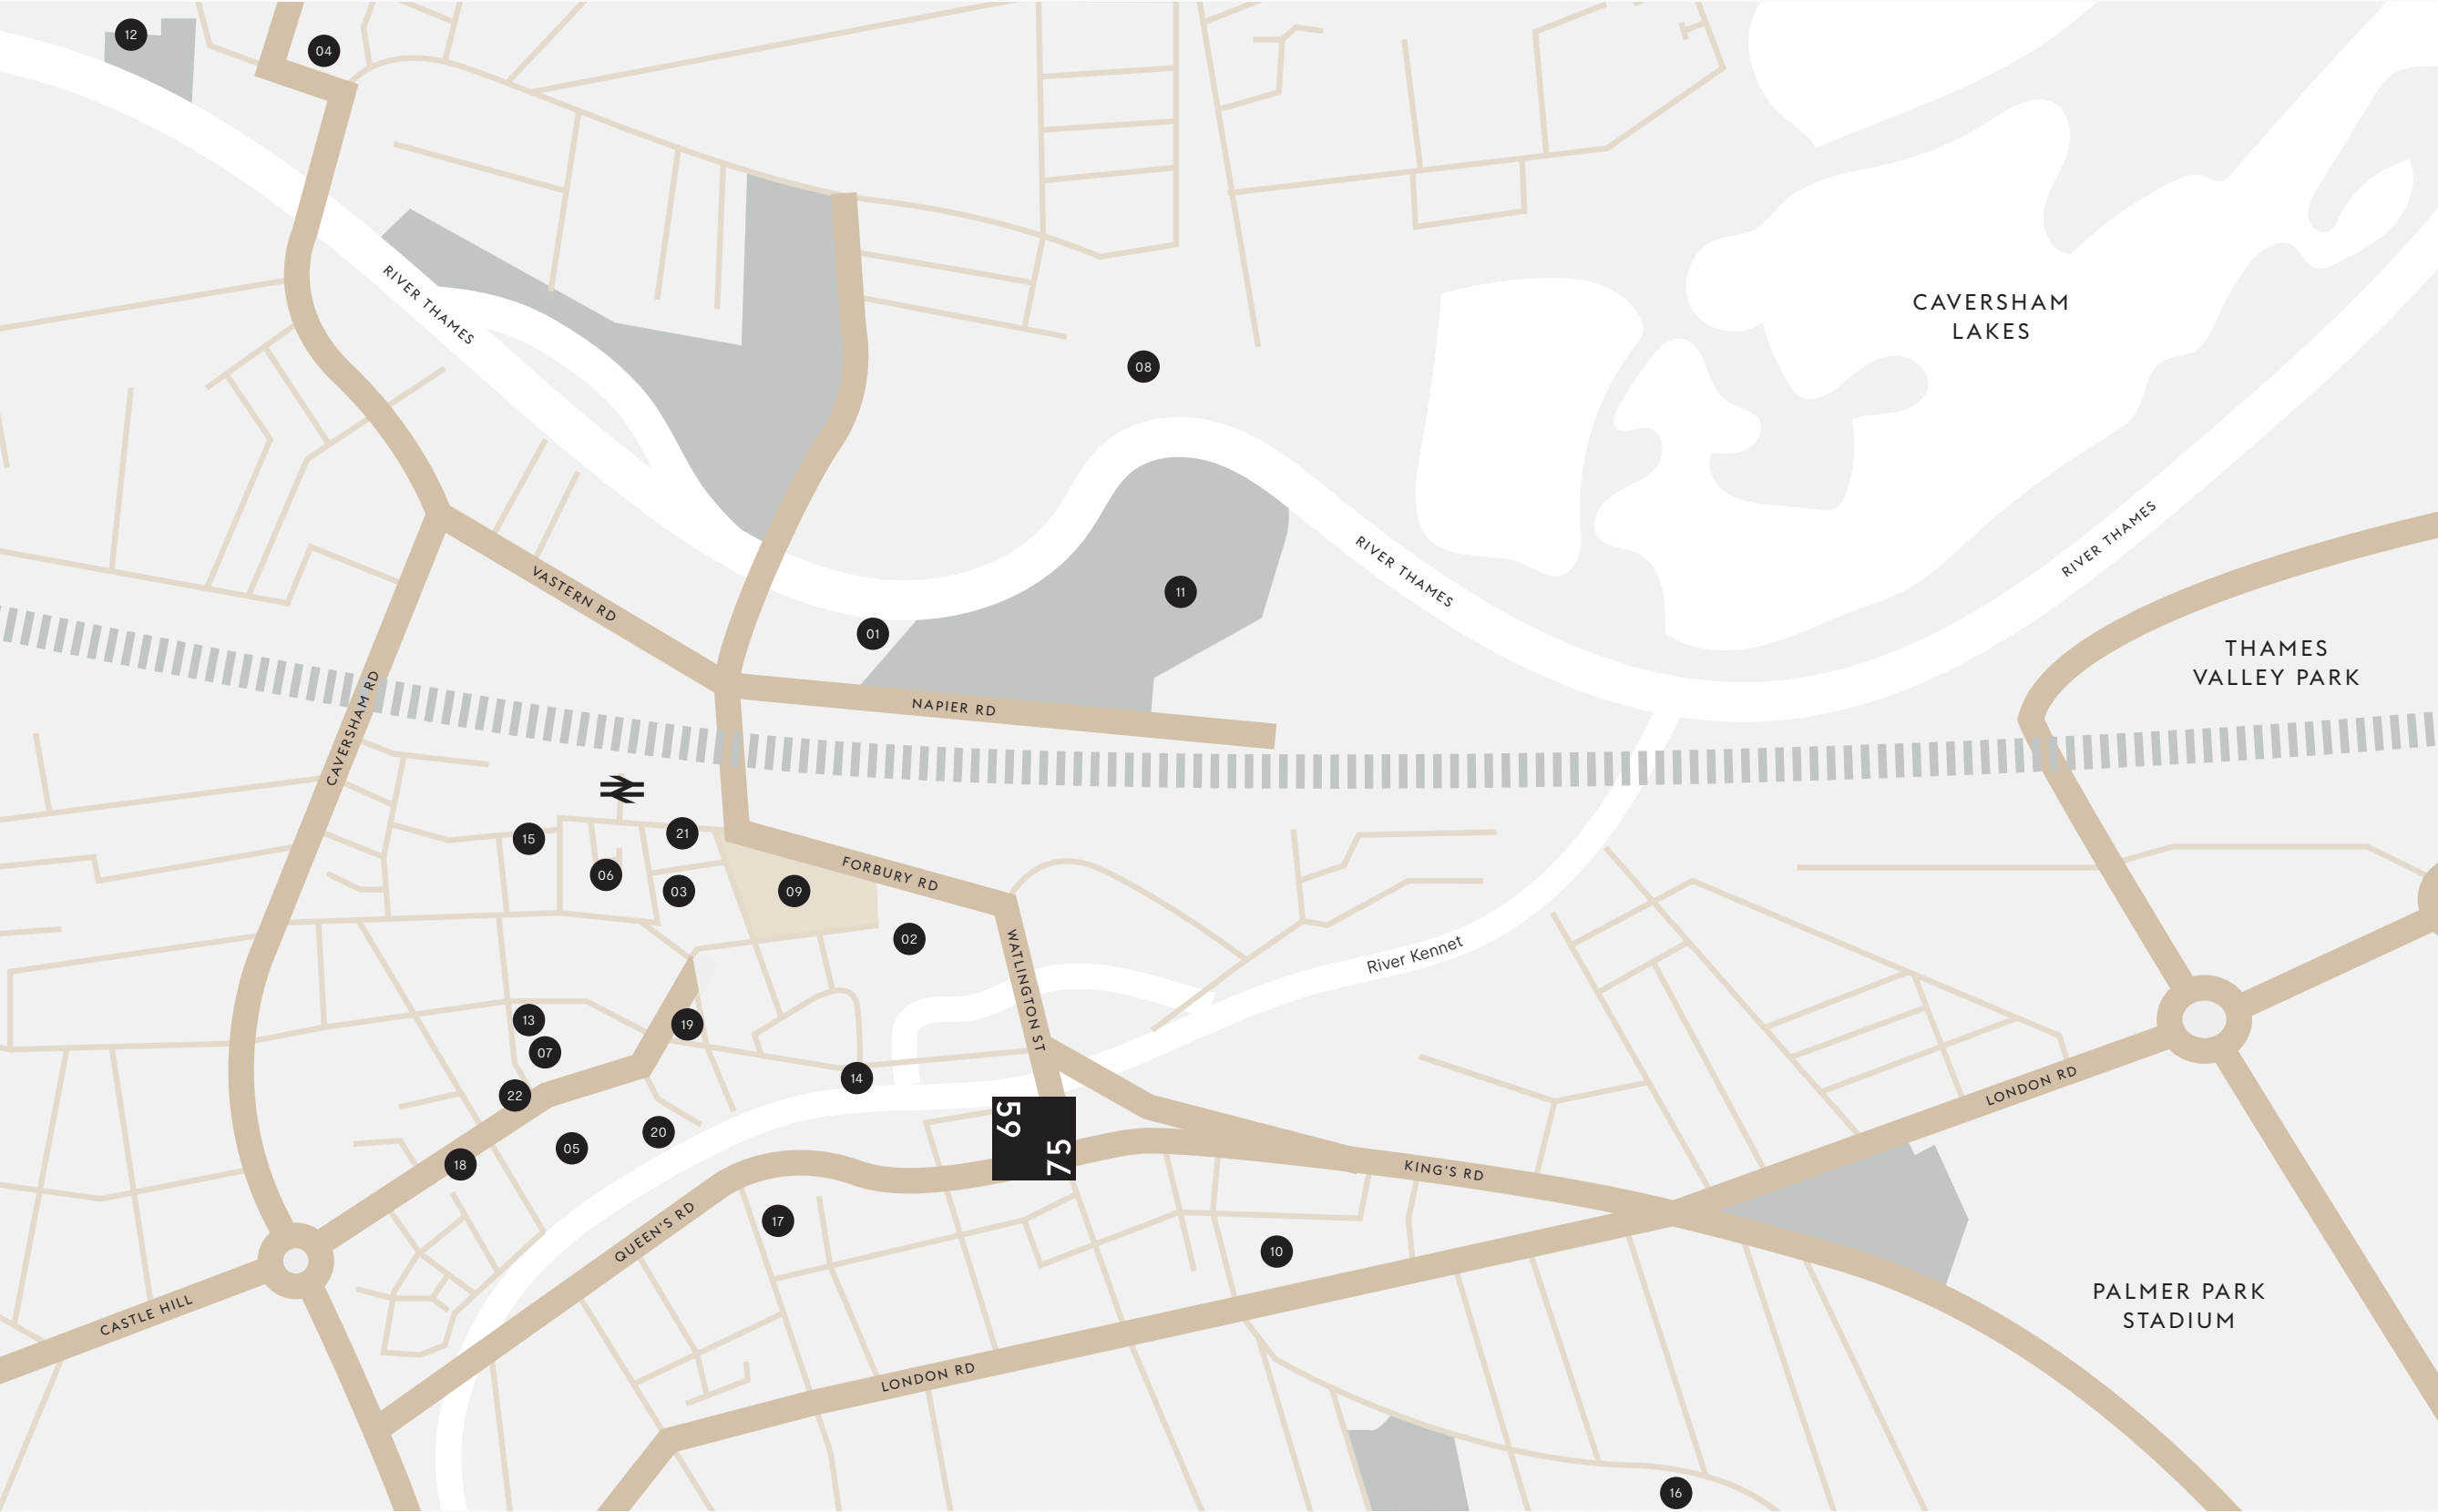 12
04
RIVER THAMES
CAVERSHAM
LAKES
08
RIVER THAMES
RIVER THAMES
VASTERN RD
11
01
THAMES
VALLEY PARK
NAPIER RD
CAVERSHAM RD
15
21
06
03
FORBURY RD
09
02
WATLINGTON ST
River Kennet
13
19
07
14
22
LONDON RD
59
75
20
05
18
KING'S RD
QUEEN'S RD
17
10
CASTLE HILL
PALMER PARK
STADIUM
LONDON RD
16